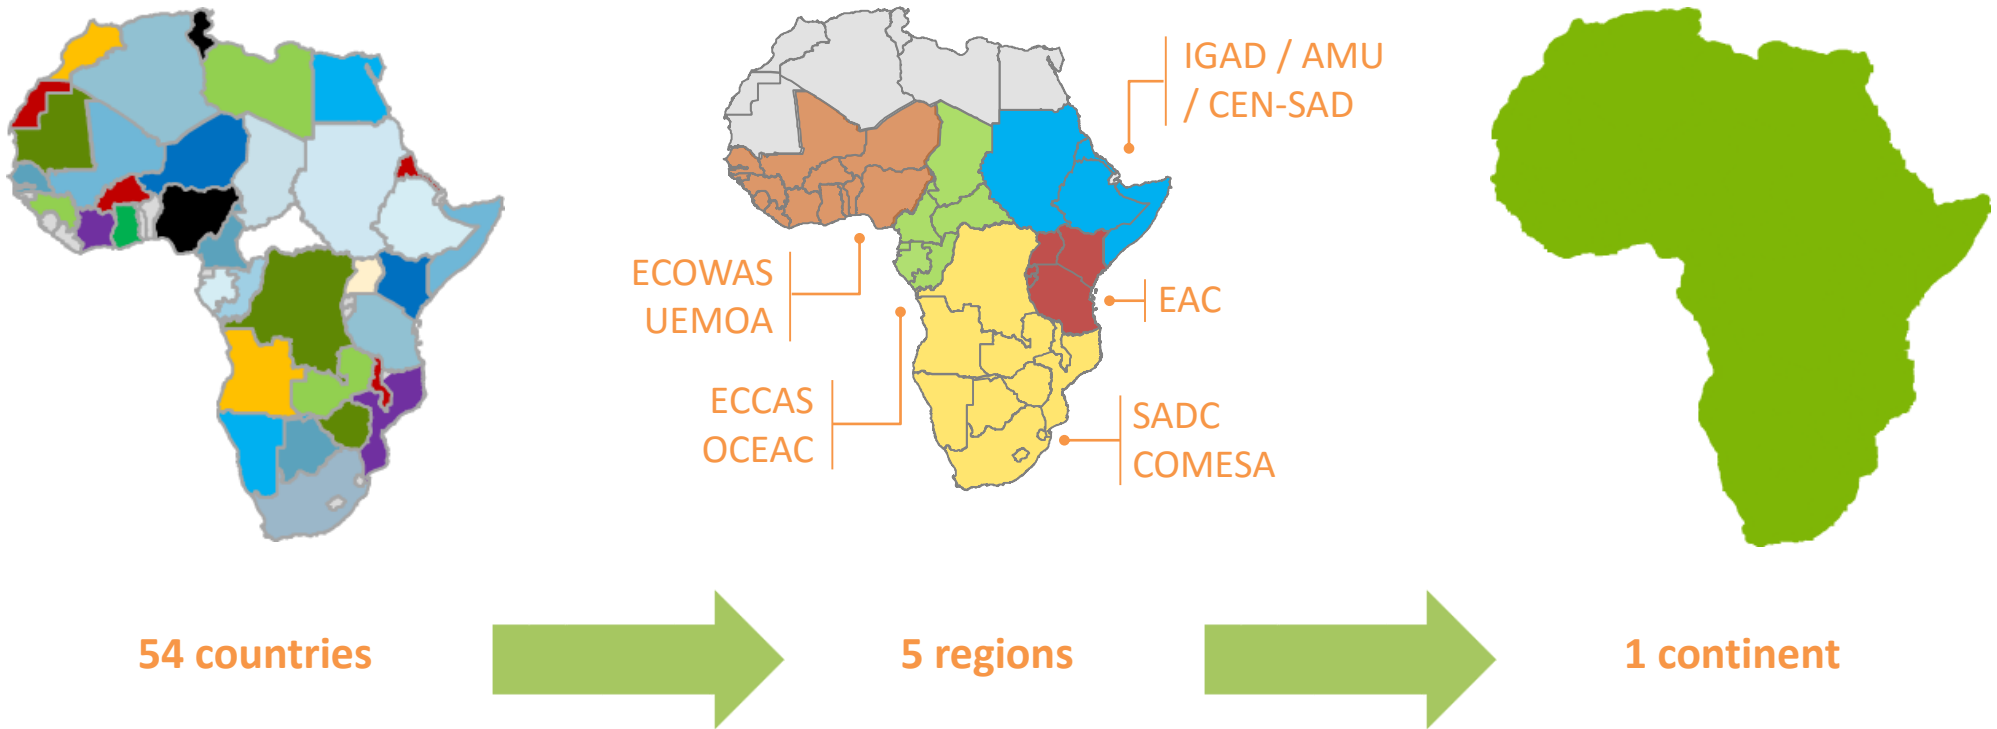 IGAD / AMU
/ CEN-SAD
ECOWAS
UEMOA
EAC
ECCAS
OCEAC
SADC
COMESA
54 countries
5 regions
1 continent